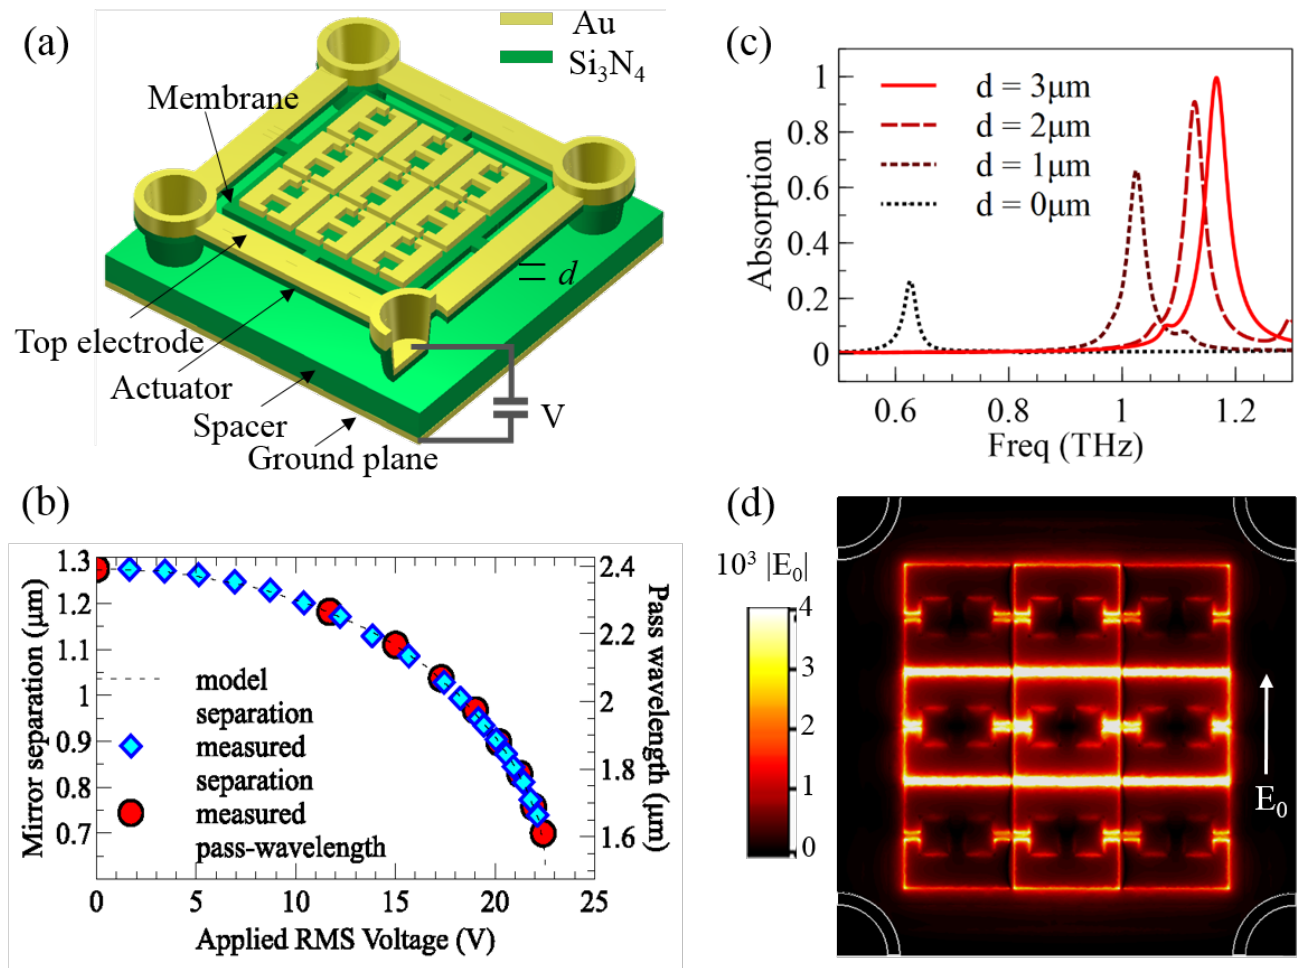 (a)
Au
Si₃N₄
Membrane
d
Top electrode
Actuator
Spacer
Ground plane
V
(c)
1
0.8
0.6
0.4
0.2
0
Absorption
d = 3μm
d = 2μm
d = 1μm
d = 0μm
0.6
0.8
1
1.2
Freq (THz)
(b)
1.3
1.2
1.1
1
0.9
0.8
0.7
Mirror separation (μm)
model
separation
measured
separation
measured
pass-wavelength
2.4
2.2
2
1.8
1.6
Pass wavelength (μm)
0
5
10
15
20
25
Applied RMS Voltage (V)
(d)
10³ |E₀|
4
3
2
1
0
E₀